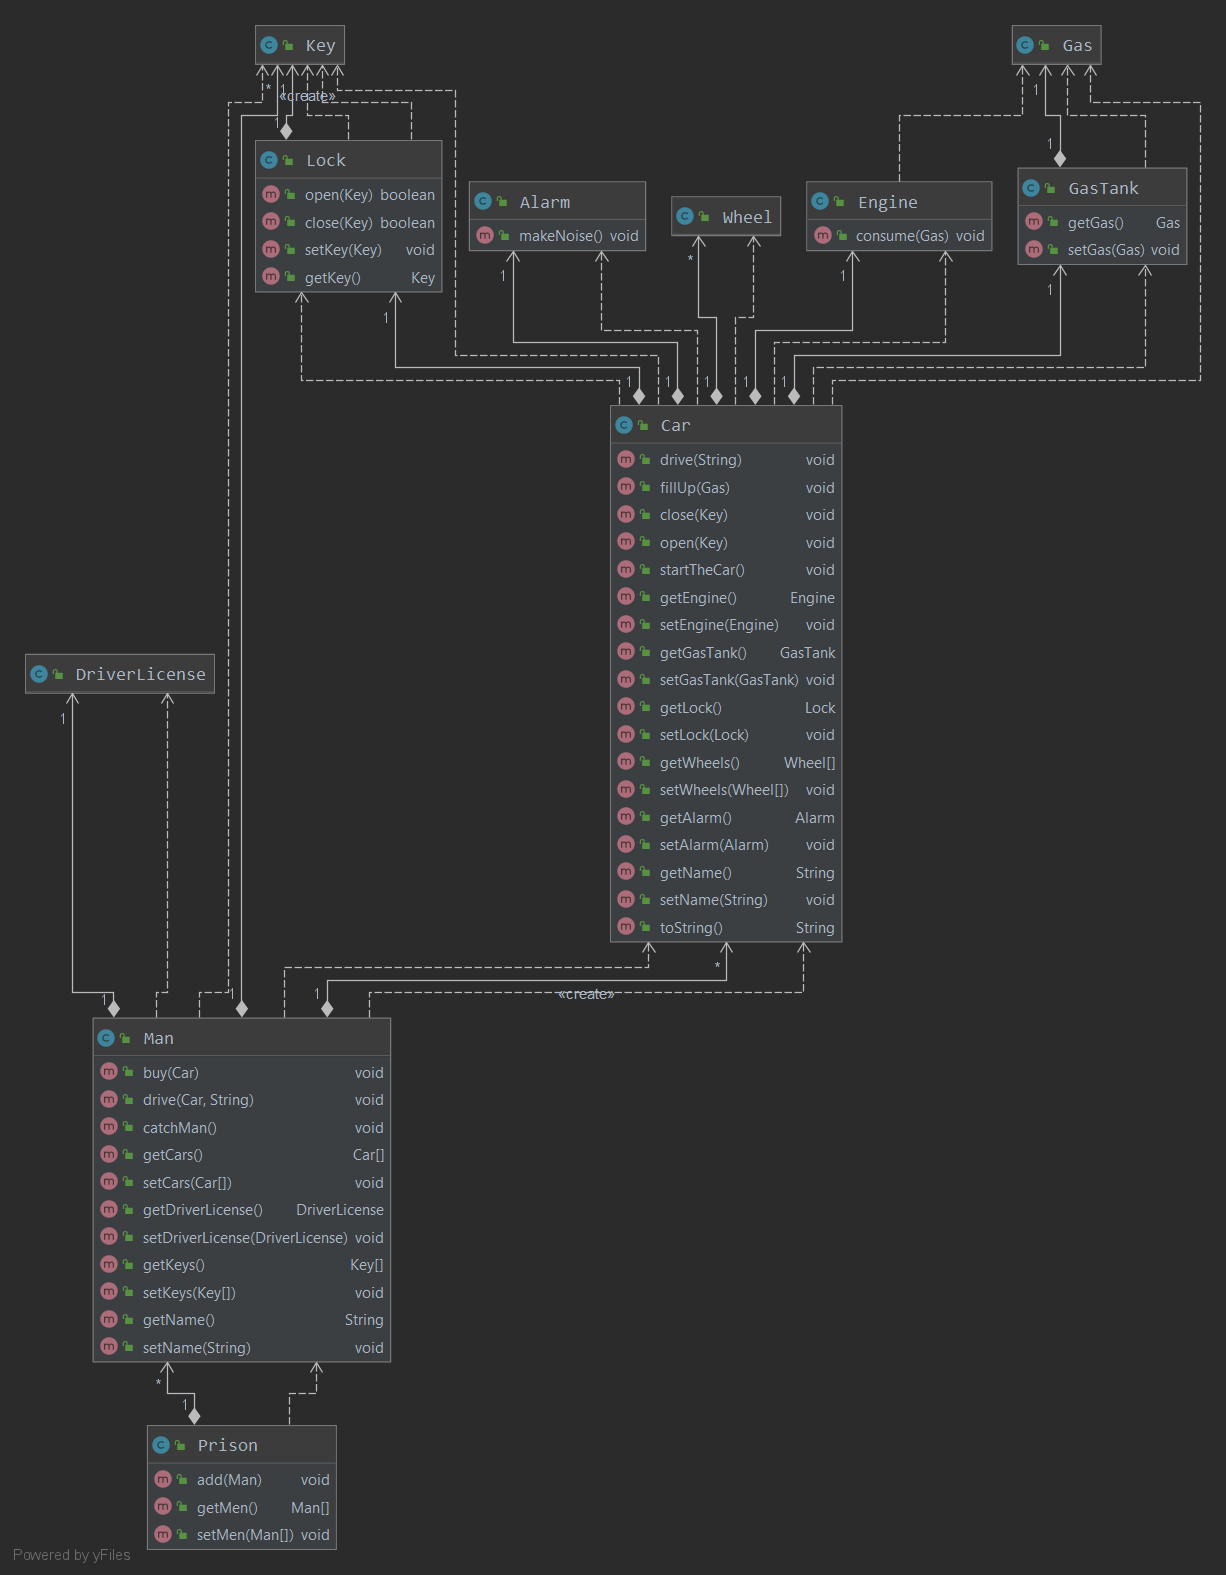 Key
Gas
* 1
«create»
1
1
1
Lock
open(Key) boolean
close(Key) boolean
setKey(Key) void
getKey() Key
Alarm
makeNoise() void
Wheel
Engine
consume(Gas) void
GasTank
getGas() Gas
setGas(Gas) void
1
1
*
1
1
1 1 1 1 1
Car
drive(String) void
fillUp(Gas) void
close(Key) void
open(Key) void
startTheCar() void
getEngine() Engine
setEngine(Engine) void
getGasTank() GasTank
setGasTank(GasTank) void
getLock() Lock
setLock(Lock) void
getWheels() Wheel[]
setWheels(Wheel[]) void
getAlarm() Alarm
setAlarm(Alarm) void
getName() String
setName(String) void
toString() String
DriverLicense
1
*
«create»
1 1 1
Man
buy(Car) void
drive(Car, String) void
catchMan() void
getCars() Car[]
setCars(Car[]) void
getDriverLicense() DriverLicense
setDriverLicense(DriverLicense) void
getKeys() Key[]
setKeys(Key[]) void
getName() String
setName(String) void
*
1
Prison
add(Man) void
getMen() Man[]
setMen(Man[]) void
Powered by yFiles